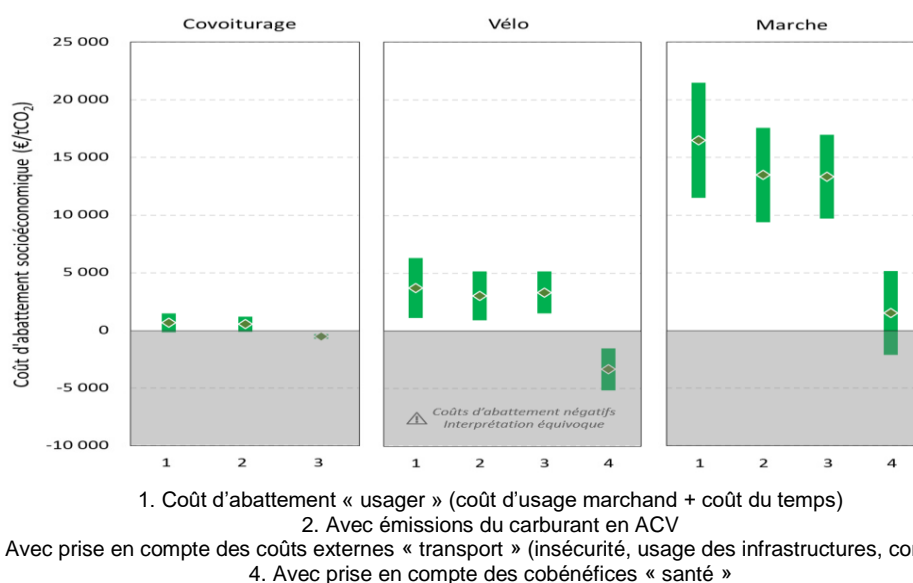 Covoiturage
Vélo
Marche
Coût d'abattement socioéconomique (€/tCO2)
25 000
20 000
15 000
10 000
5 000
0
-5 000
-10 000
Coûts d'abattement négatifs
Interprétation équivoque
1 2 3
1 2 3 4
1 2 3 4
1. Coût d'abattement « usager » (coût d'usage marchand + coût du temps)
2. Avec émissions du carburant en ACV
Avec prise en compte des coûts externes « transport » (insécurité, usage des infrastructures,
4. Avec prise en compte des cobénéfices « santé »